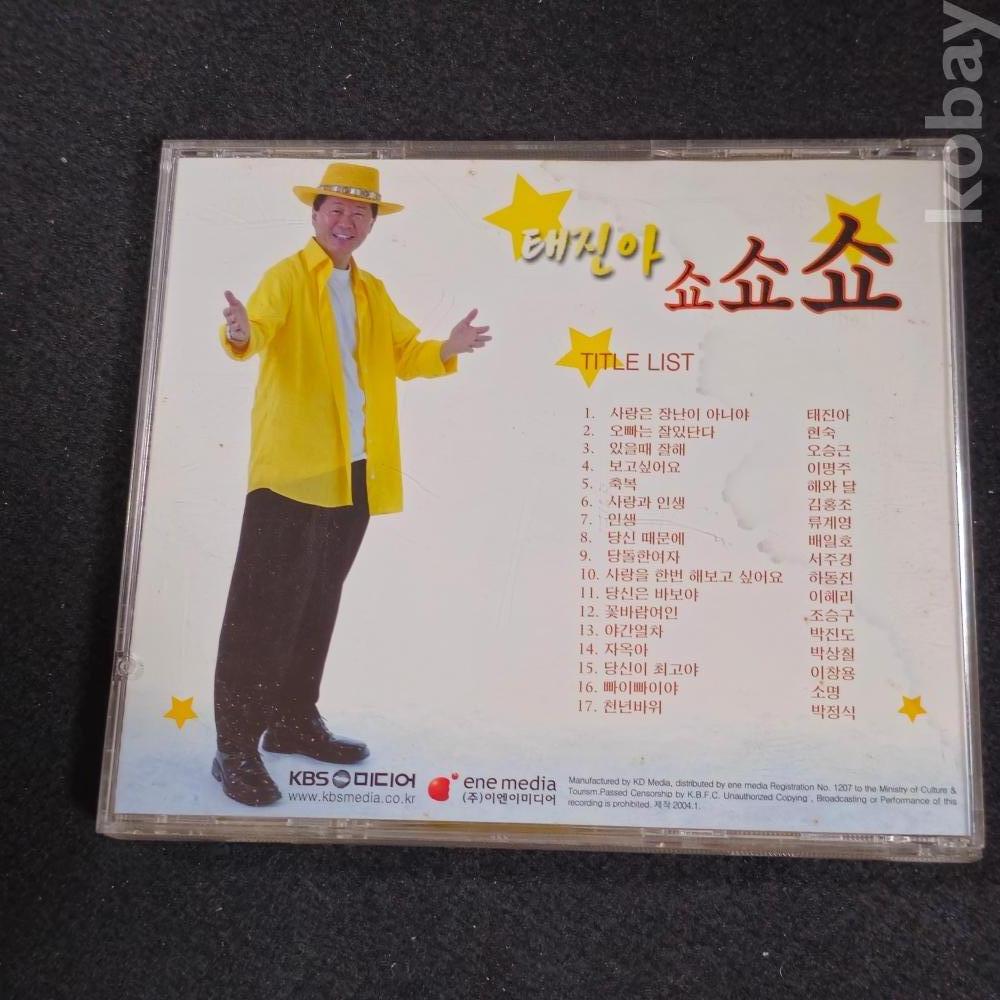 kobay
태진아
쇼쇼쇼
TITLE LIST
1. 사랑은 장난이 아니야 태진아
2. 오빠는 잘있단다 현숙
3. 있을때 잘해 오승근
4. 보고싶어요 이명주
5. 축복 해와 달
6. 사랑과 인생 김홍조
7. 인생 류계영
8. 당신 때문에 배일호
9. 당돌한여자 서주경
10. 사랑을 한번 해보고 싶어요 하동진
11. 당신은 바보야 이혜리
12. 꽃바람여인 조승구
13. 야간열차 박진도
14. 자옥아 박상철
15. 당신이 최고야 이창용
16. 빠이빠이야 소명
17. 천년바위 박정식
KBS 미디어
www.kbsmedia.co.kr
ene media
(주)이엔이미디어
Manufactured by KD Media, distributed by ene media Registration No. 1207 to the Ministry of Culture &
Tourism.Passed Censorship by K.B.F.C. Unauthorized Copying , Broadcasting or Performance of this
recording is prohibited. 제작 2004.1.